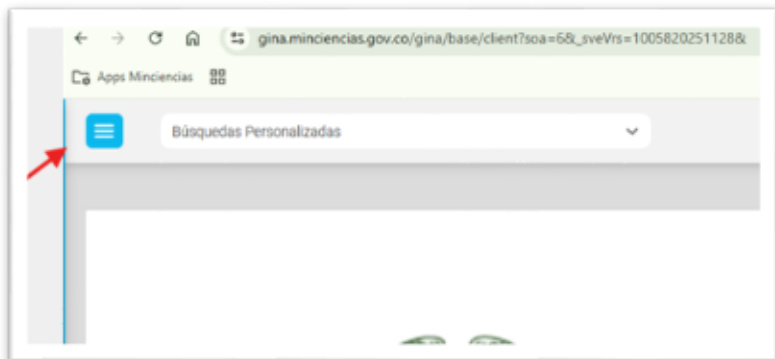 gina.minciencias.gov.co/gina/base/client?soa=6&_sveVrs=1005820251128&
Apps Minciencias
Búsquedas Personalizadas